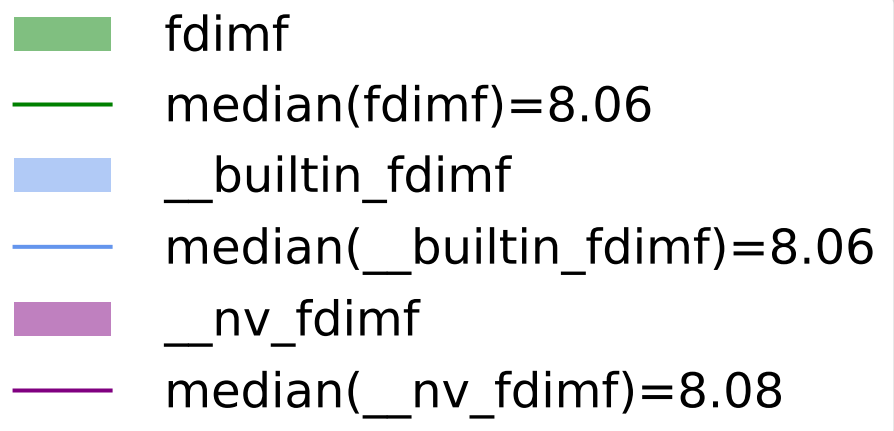 fdimf
median(fdimf)=8.06
__builtin_fdimf
median(__builtin_fdimf)=8.06
__nv_fdimf
median(__nv_fdimf)=8.08